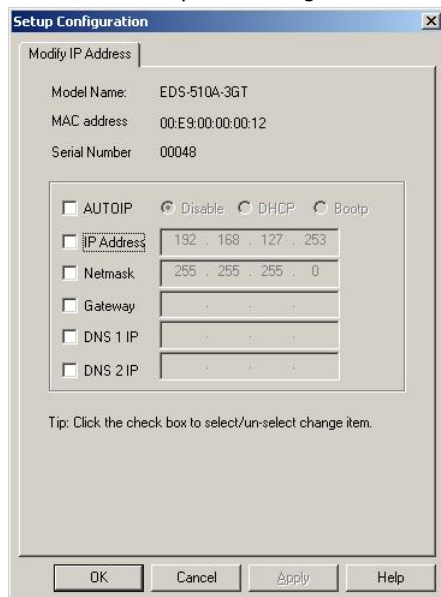 Setup Configuration
Modify IP Address
Model Name: EDS-510A-3GT
MAC address 00:E9:00:00:00:12
Serial Number 00048
AUTOIP Disable DHCP Bootp
IP Address 192 . 168 . 127 . 253
Netmask 255 . 255 . 255 . 0
Gateway . . .
DNS 1 IP . . .
DNS 2 IP . . .
Tip: Click the check box to select/un-select change item.
OK Cancel Apply Help